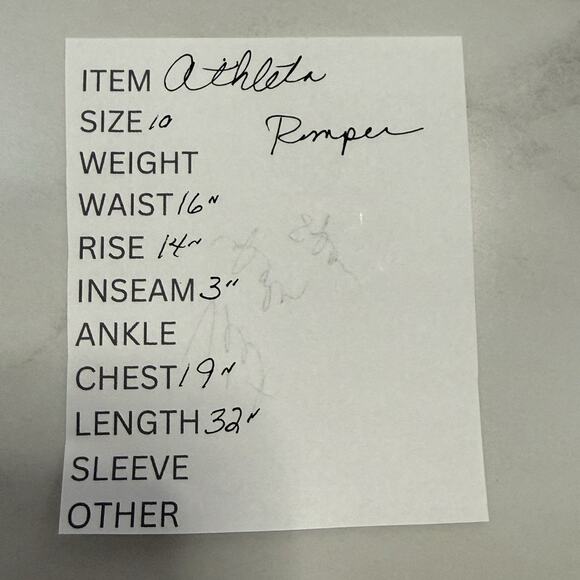 ITEM Athleta
SIZE 10 Romper
WEIGHT
WAIST 16"
RISE 14"
INSEAM 3"
ANKLE
CHEST 19"
LENGTH 32"
SLEEVE
OTHER